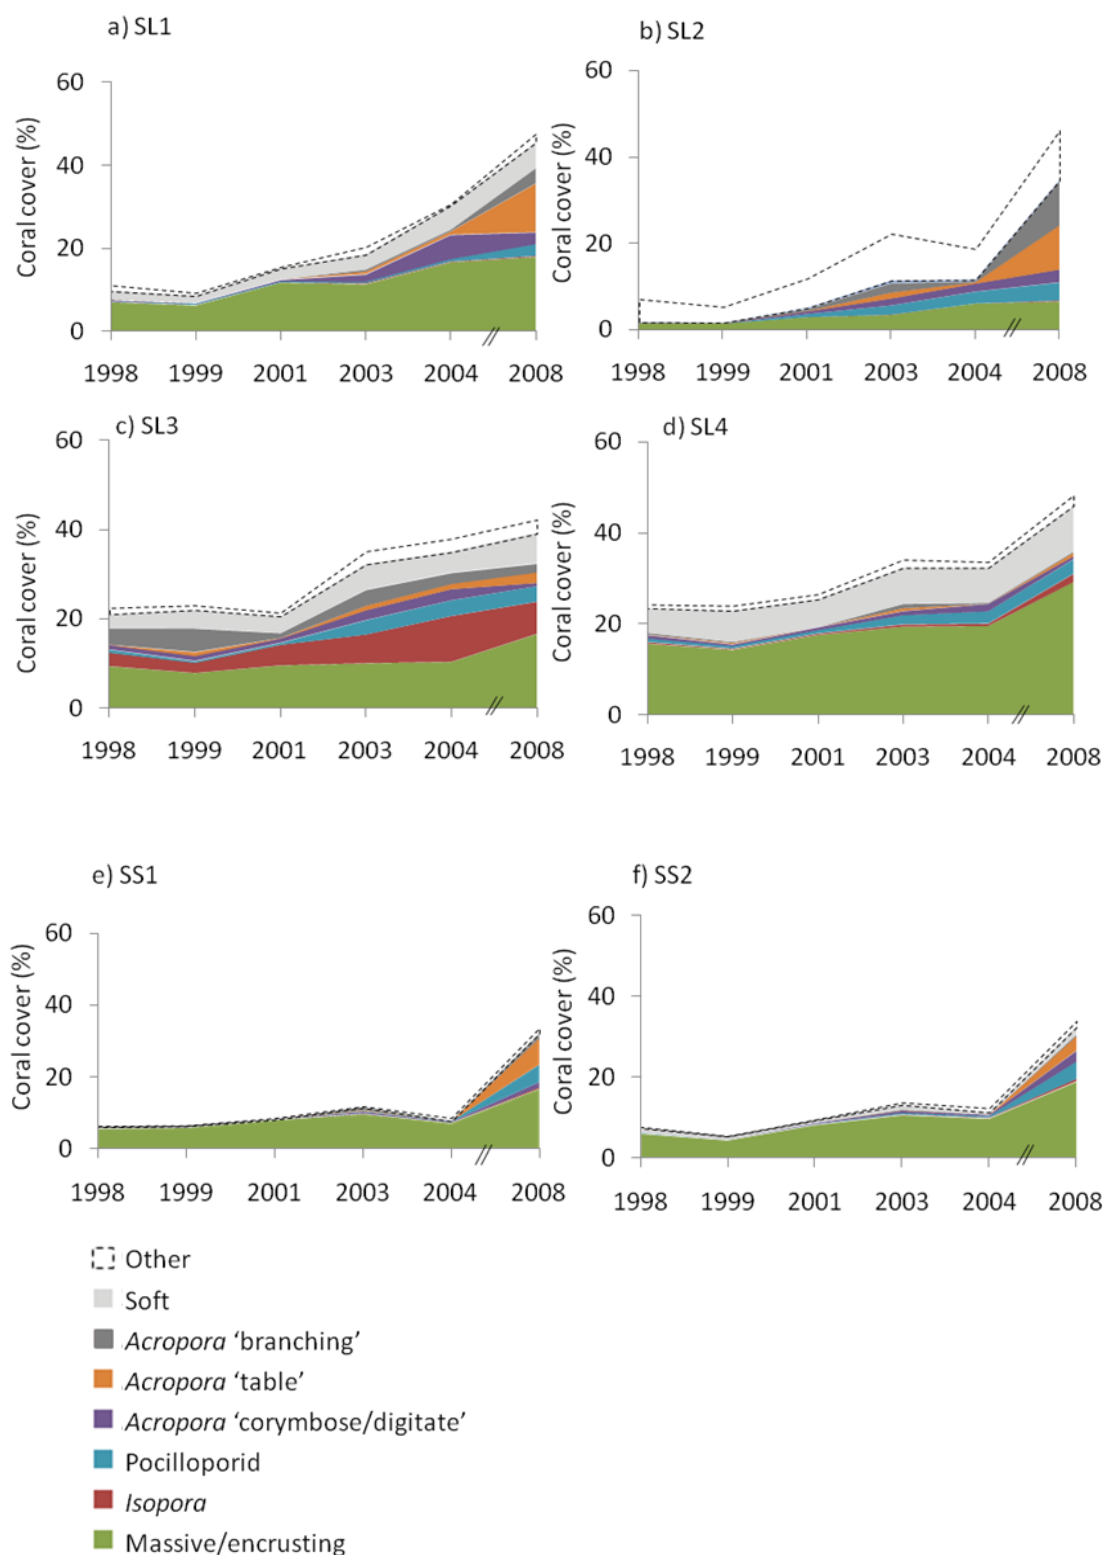 a) SL1
b) SL2
Coral cover (%)
60
40
20
0
1998 1999 2001 2003 2004 2008
Coral cover (%)
60
40
20
0
1998 1999 2001 2003 2004 2008
c) SL3
d) SL4
Coral cover (%)
60
40
20
0
1998 1999 2001 2003 2004 2008
Coral cover (%)
60
40
20
0
1998 1999 2001 2003 2004 2008
e) SS1
f) SS2
Coral cover (%)
60
40
20
0
1998 1999 2001 2003 2004 2008
Coral cover (%)
60
40
20
0
1998 1999 2001 2003 2004 2008
Other
Soft
Acropora ‘branching’
Acropora ‘table’
Acropora ‘corymbose/digitate’
Pocilloporid
Isopora
Massive/encrusting